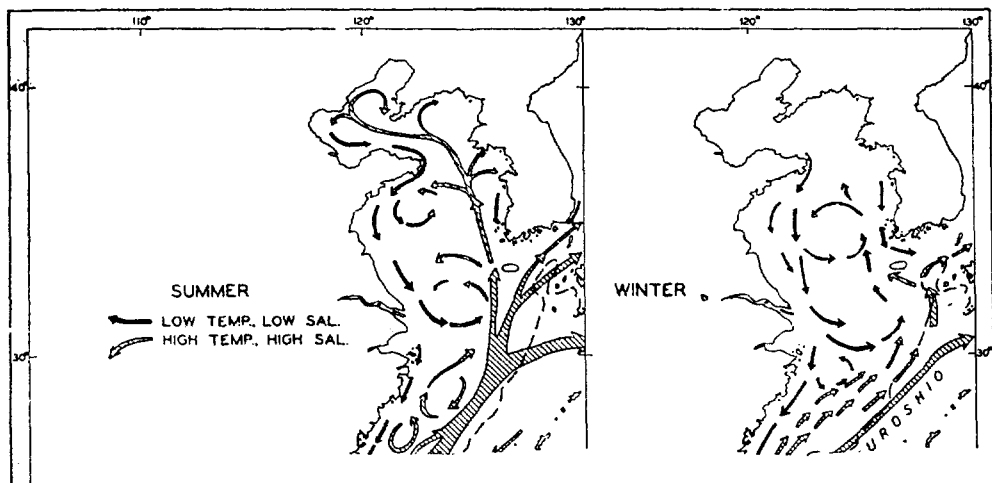 110° 120° 130° 120° 130°
40°
40°
SUMMER
LOW TEMP., LOW SAL.
HIGH TEMP., HIGH SAL.
WINTER
30°
30°
UROSHIO